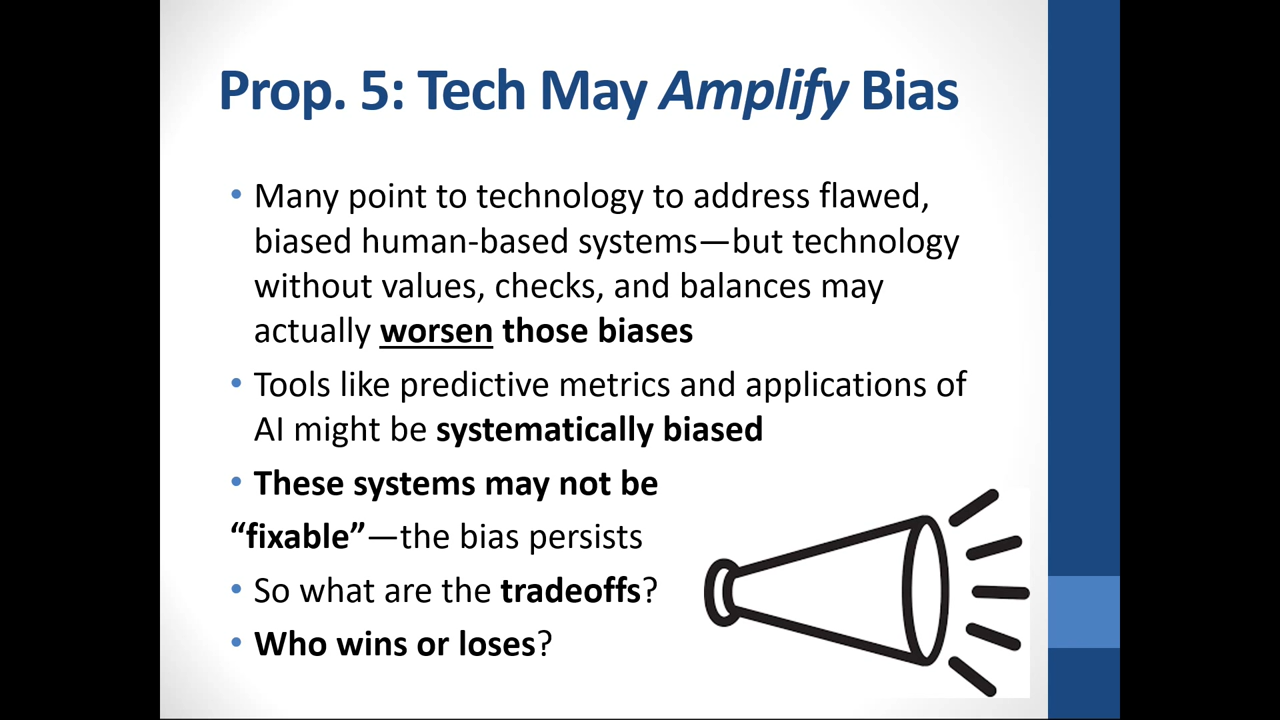 Prop. 5: Tech May Amplify Bias
• Many point to technology to address flawed,
biased human-based systems—but technology
without values, checks, and balances may
actually worsen those biases
• Tools like predictive metrics and applications of
AI might be systematically biased
• These systems may not be
“fixable”—the bias persists
• So what are the tradeoffs?
• Who wins or loses?